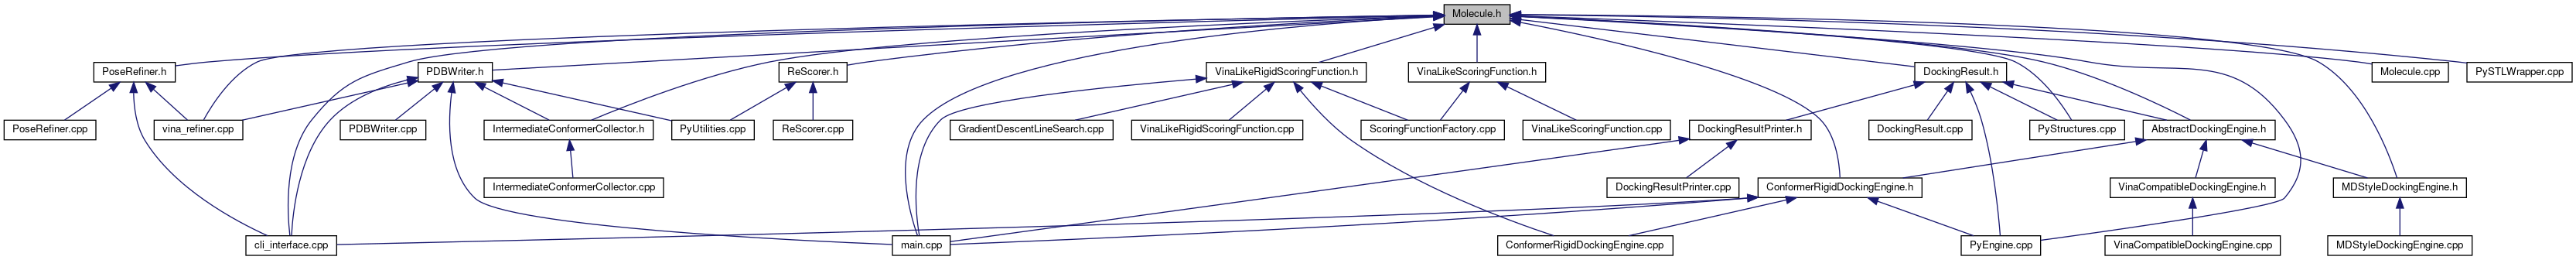 Molecule.h
PoseRefiner.h
PDBWriter.h
ReScorer.h
VinaLikeRigidScoringFunction.h
VinaLikeScoringFunction.h
DockingResult.h
Molecule.cpp
PySTLWrapper.cpp
PoseRefiner.cpp
vina_refiner.cpp
PDBWriter.cpp
IntermediateConformerCollector.h
PyUtilities.cpp
ReScorer.cpp
GradientDescentLineSearch.cpp
VinaLikeRigidScoringFunction.cpp
ScoringFunctionFactory.cpp
VinaLikeScoringFunction.cpp
DockingResultPrinter.h
DockingResult.cpp
PyStructures.cpp
AbstractDockingEngine.h
IntermediateConformerCollector.cpp
DockingResultPrinter.cpp
ConformerRigidDockingEngine.h
VinaCompatibleDockingEngine.h
MDStyleDockingEngine.h
cli_interface.cpp
main.cpp
ConformerRigidDockingEngine.cpp
PyEngine.cpp
VinaCompatibleDockingEngine.cpp
MDStyleDockingEngine.cpp